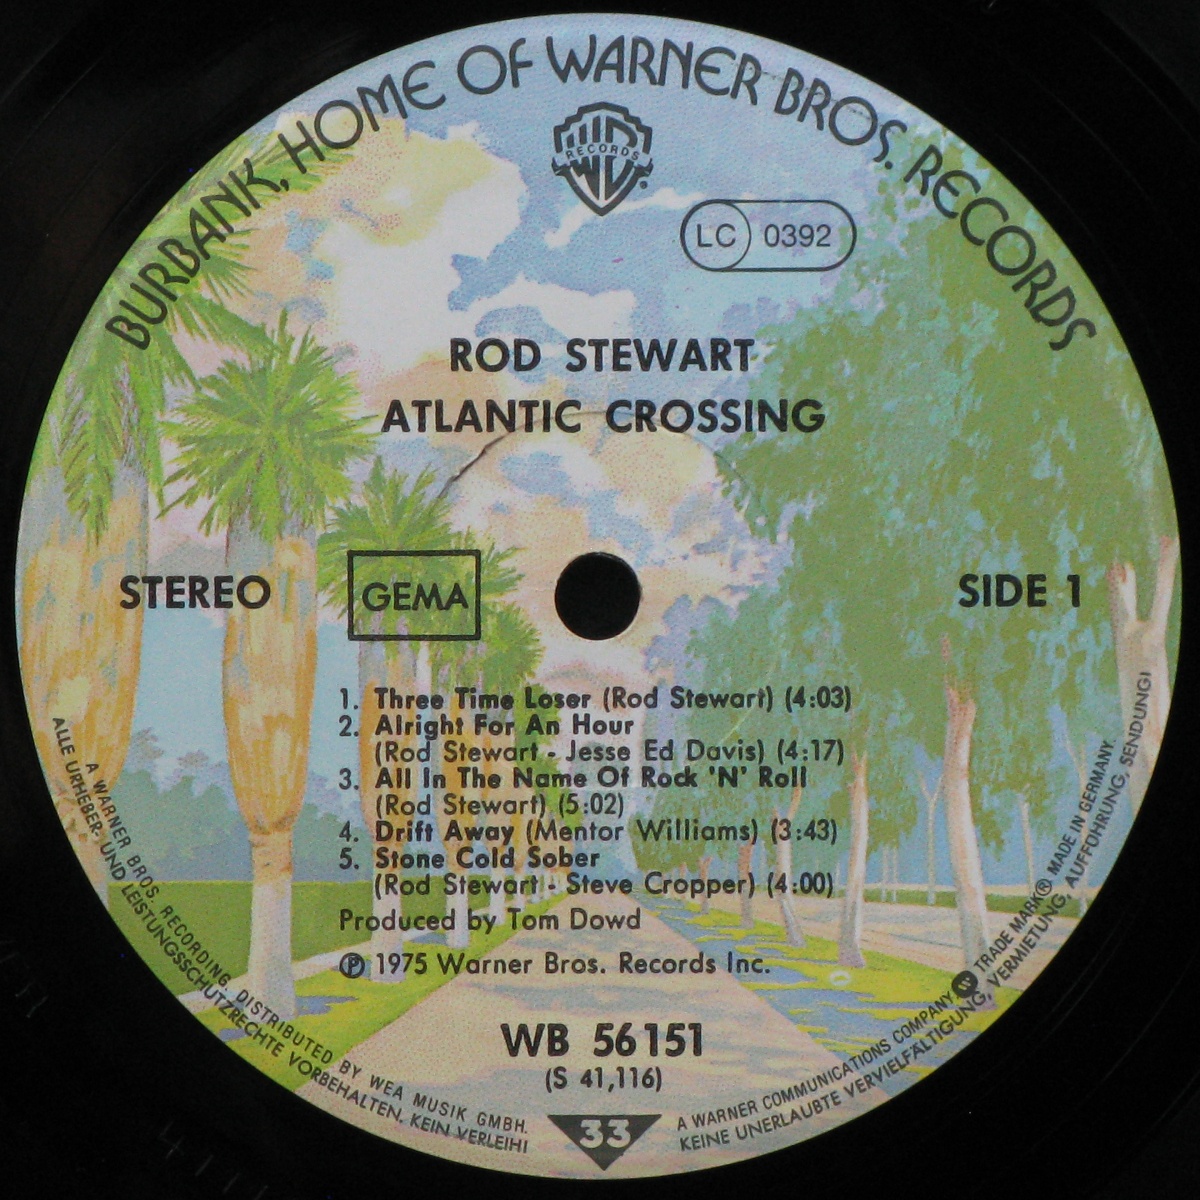 BURBANK, HOME OF WARNER BROS. RECORDS
W B
RECORDS
®
LC 0392
ROD STEWART
ATLANTIC CROSSING
STEREO
GEMA
SIDE 1
1. Three Time Loser (Rod Stewart) (4:03)
2. Alright For An Hour
(Rod Stewart - Jesse Ed Davis) (4:17)
3. All In The Name Of Rock 'N' Roll
(Rod Stewart) (5:02)
4. Drift Away (Mentor Williams) (3:43)
5. Stone Cold Sober
(Rod Stewart - Steve Cropper) (4:00)
Produced by Tom Dowd
℗ 1975 Warner Bros. Records Inc.
WB 56 151
(S 41,116)
33
A WARNER BROS. RECORDING. DISTRIBUTED BY WEA MUSIK GMBH.
A WARNER COMMUNICATIONS COMPANY TRADE MARK® MADE IN GERMANY.
ALLE URHEBER- UND LEISTUNGSSCHUTZRECHTE VORBEHALTEN. KEIN VERLEIH!
KEINE UNERLAUBTE VERVIELFÄLTIGUNG, VERMIETUNG, AUFFÜHRUNG, SENDUNG!